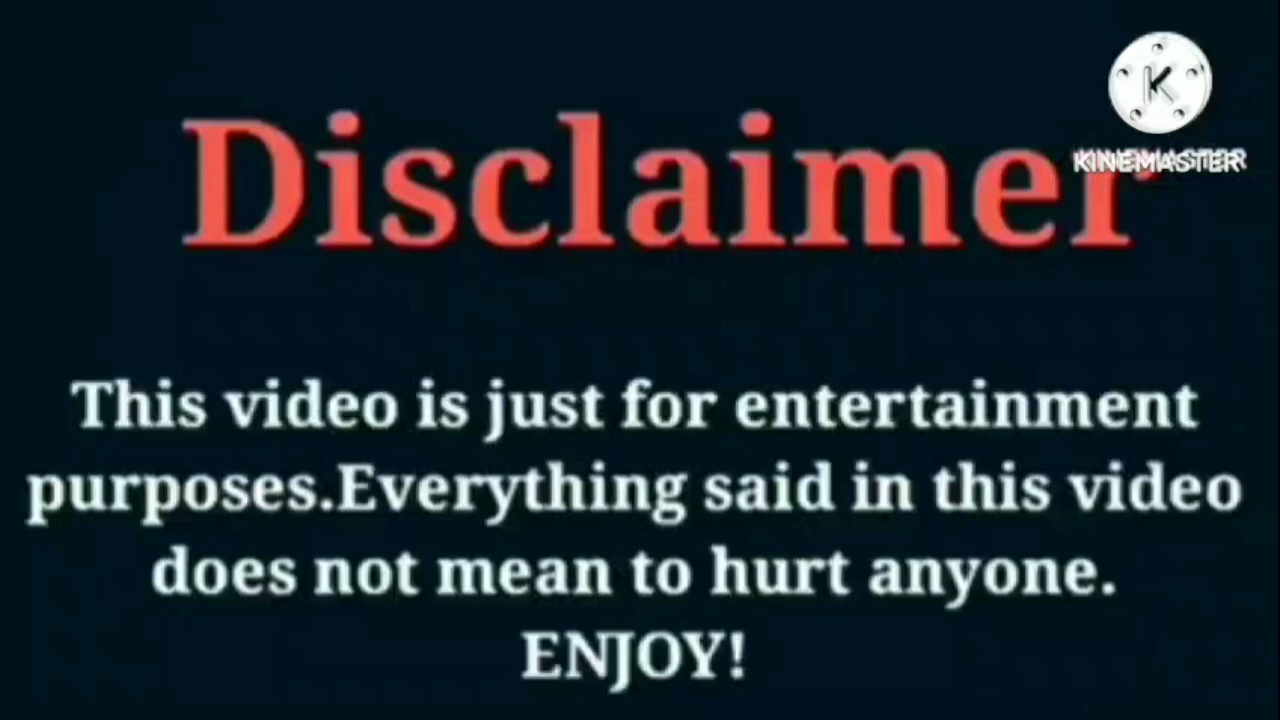 K
KINEMASTER
Disclaimer
This video is just for entertainment
purposes.Everything said in this video
does not mean to hurt anyone.
ENJOY!